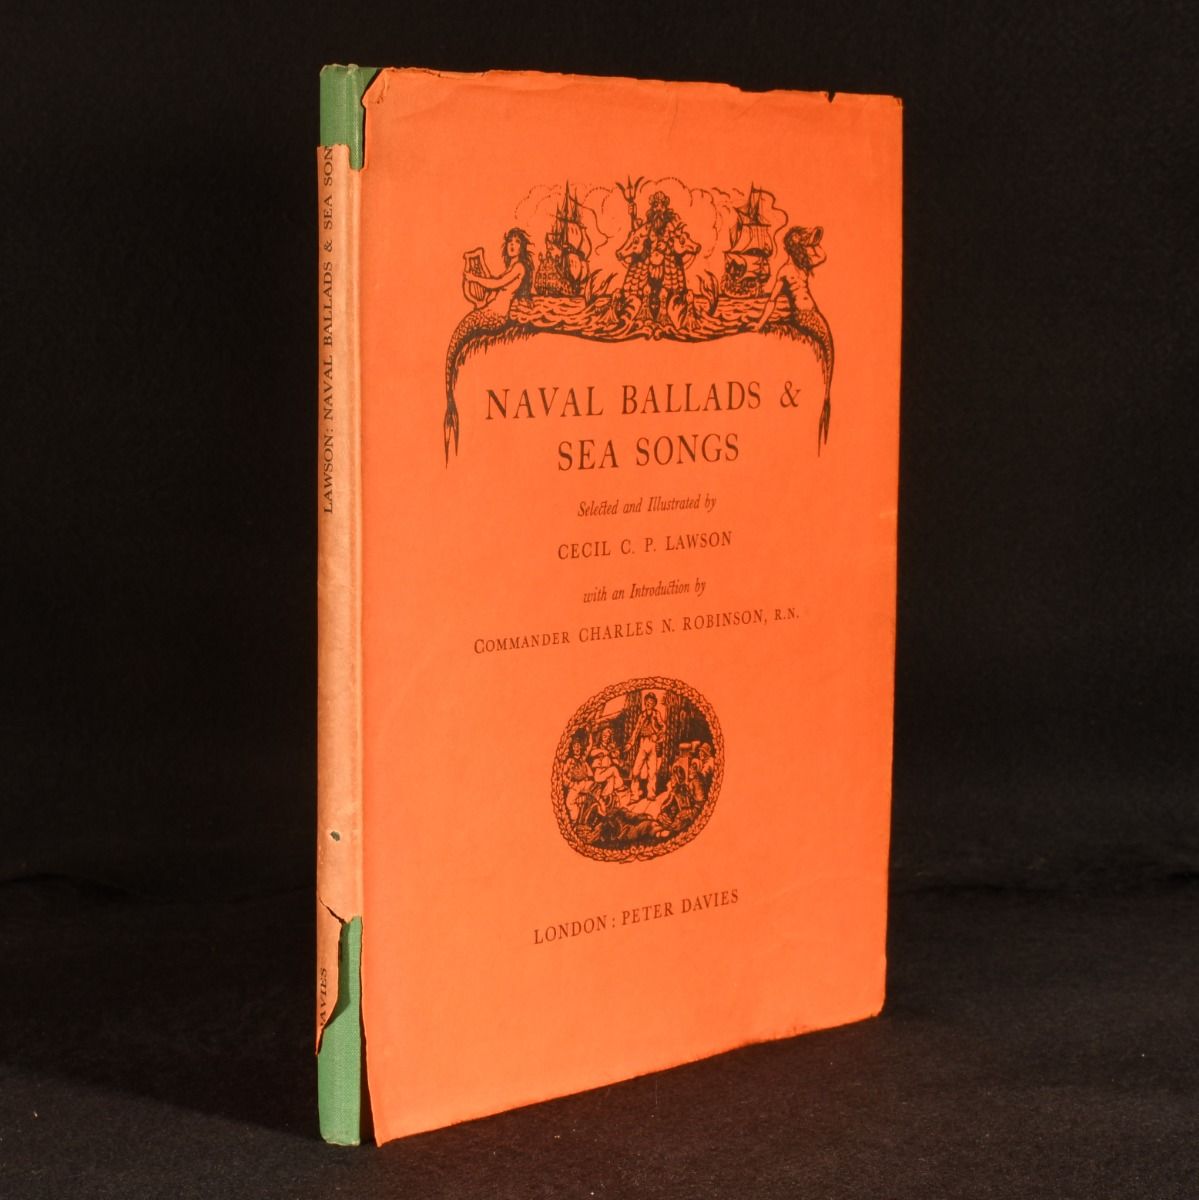 NAVAL BALLADS &
SEA SONGS
Selected and Illustrated by
CECIL C. P. LAWSON
with an Introduction by
COMMANDER CHARLES N. ROBINSON, R.N.
LONDON: PETER DAVIES
LAWSON: NAVAL BALLADS & SEA SON
AVIES